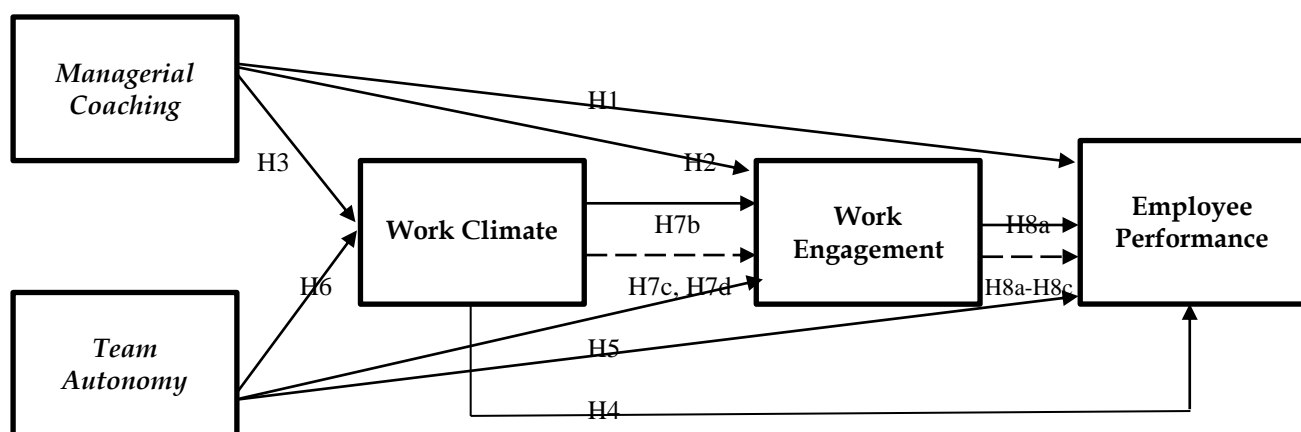 Managerial
Coaching
H1
H3
H2
Work Climate
H7b
Work
Engagement
H8a
Employee
Performance
H6
H7c, H7d
H8a-H8c
Team
Autonomy
H5
H4